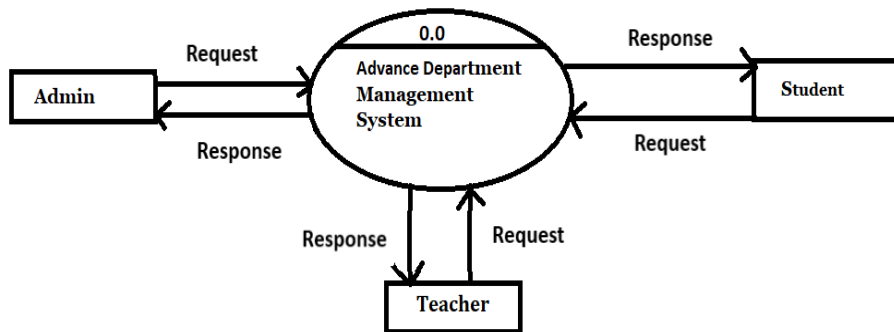 0.0
Request
Response
Advance Department
Management
System
Admin
Student
Response
Request
Response
Request
Teacher